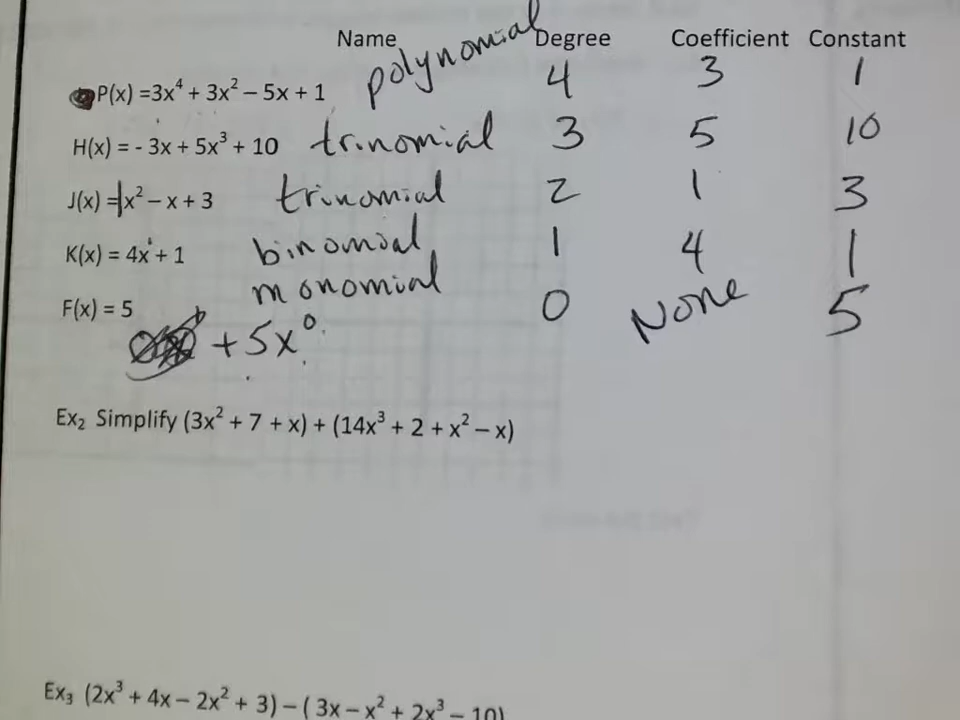 Name Degree Coefficient Constant
P(x) =3x⁴ + 3x² – 5x + 1 polynomial 4 3 1
H(x) = - 3x + 5x³ + 10 trinomial 3 5 10
J(x) =1x² – x + 3 trinomial 2 1 3
K(x) = 4x¹ + 1 binomial 1 4 1
F(x) = 5 monomial 0 None 5
+ 5x⁰
Ex₂ Simplify (3x² + 7 + x) + (14x³ + 2 + x² – x)
Ex₃ (2x³ + 4x – 2x² + 3) – ( 3x – x² + 2x³ – 10)